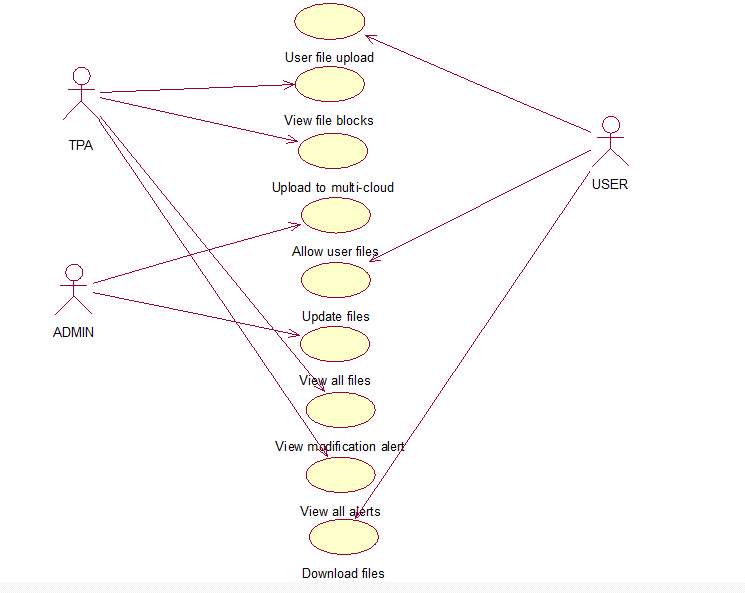 User file upload
View file blocks
TPA
USER
Upload to multi-cloud
Allow user files
Update files
ADMIN
View all files
View modification alert
View all alerts
Download files